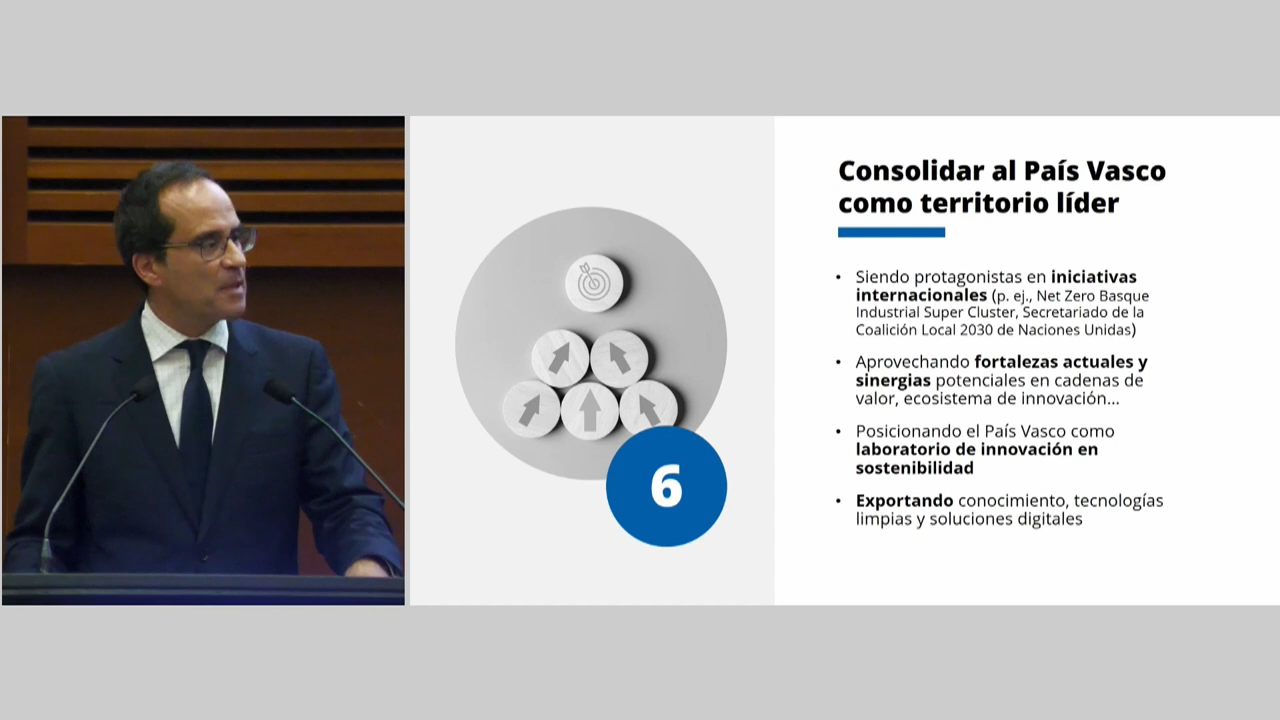 Consolidar al País Vasco
como territorio líder
• Siendo protagonistas en iniciativas
internacionales (p. ej., Net Zero Basque
Industrial Super Cluster, Secretariado de la
Coalición Local 2030 de Naciones Unidas)
• Aprovechando fortalezas actuales y
sinergias potenciales en cadenas de
valor, ecosistema de innovación...
• Posicionando el País Vasco como
laboratorio de innovación en
sostenibilidad
• Exportando conocimiento, tecnologías
limpias y soluciones digitales
6